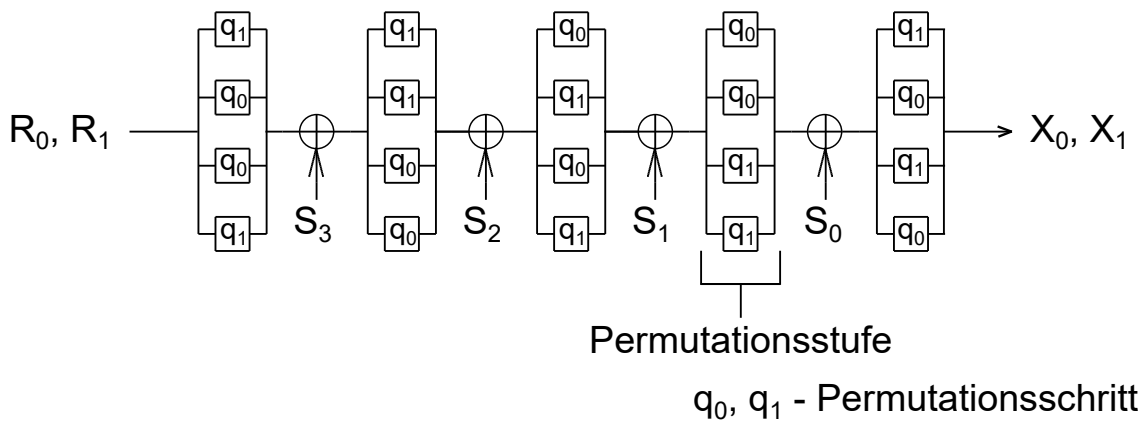 q₁ q₁ q₀ q₀ q₁
q₀ q₁ q₁ q₀ q₀
R₀, R₁ X₀, X₁
q₀ q₀ q₀ q₁ q₁
S₃ S₂ S₁ S₀
q₁ q₀ q₁ q₁ q₀
Permutationsstufe
q₀, q₁ - Permutationsschritt